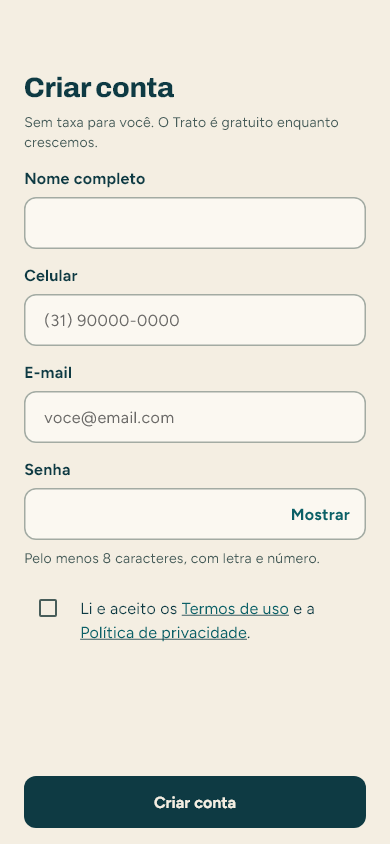 Criar conta
Sem taxa para você. O Trato é gratuito enquanto
crescemos.
Nome completo
Celular
(31) 90000-0000
E-mail
voce@email.com
Senha
Mostrar
Pelo menos 8 caracteres, com letra e número.
Li e aceito os Termos de uso e a
Política de privacidade.
Criar conta